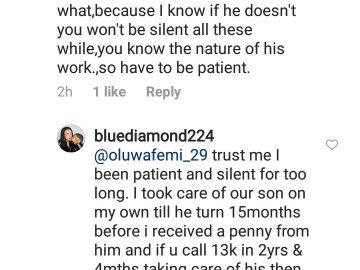 what,because I know if he doesn't
you won't be silent all these
while,you know the nature of his
work.,so have to be patient.
2h 1 like Reply
bluediamond224
@oluwafemi_29 trust me I
been patient and silent for too
long. I took care of our son on
my own till he turn 15months
before i received a penny from
him and if u call 13k in 2yrs &
4mths taking care of his then